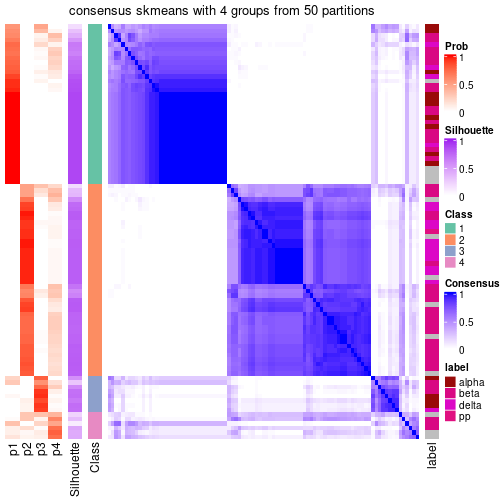 consensus skmeans with 4 groups from 50 partitions
Prob
1
0.5
0
Silhouette
1
0.5
0
Class
1
2
3
4
Consensus
1
0.5
0
label
alpha
beta
delta
pp
p1
p2
p3
p4
Silhouette
Class
label